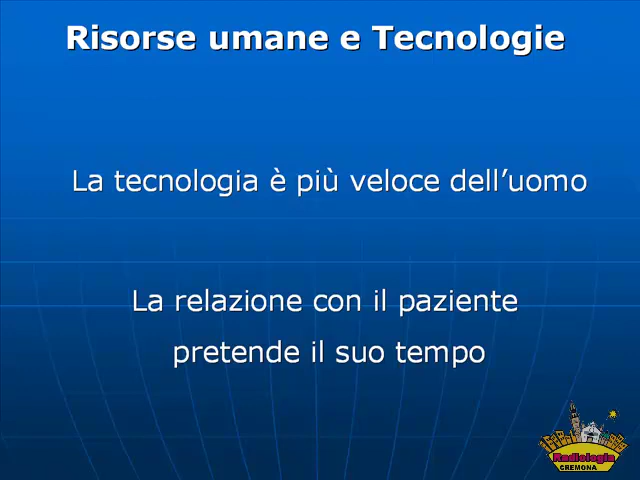 Risorse umane e Tecnologie
La tecnologia è più veloce dell’uomo
La relazione con il paziente
pretende il suo tempo
Radiologia
CREMONA